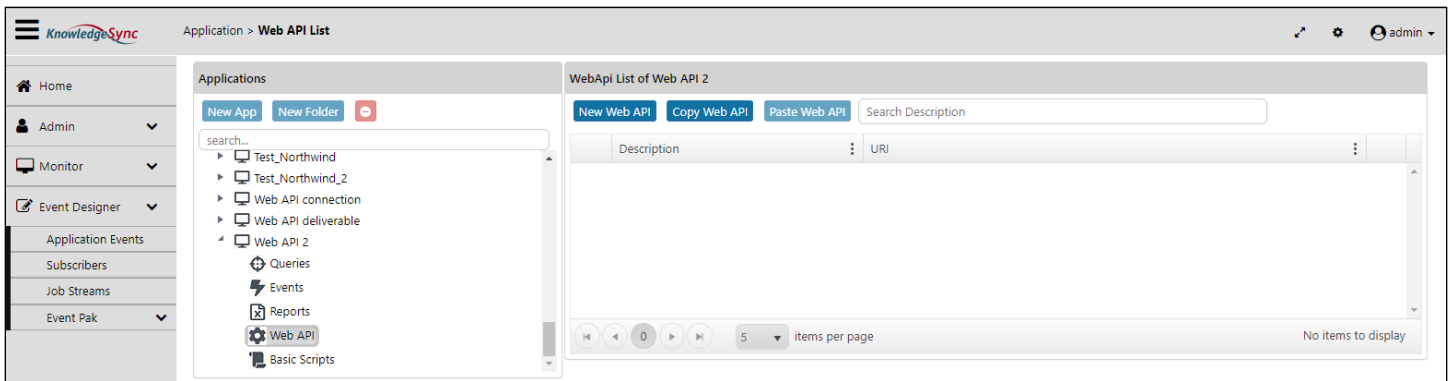 KnowledgeSync
Application > Web API List
admin
Home
Admin
Monitor
Event Designer
Application Events
Subscribers
Job Streams
Event Pak
Applications
New App New Folder
search...
Test_Northwind
Test_Northwind_2
Web API connection
Web API deliverable
Web API 2
Queries
Events
Reports
Web API
Basic Scripts
WebApi List of Web API 2
New Web API Copy Web API Paste Web API Search Description
Description URI
0 5 items per page No items to display